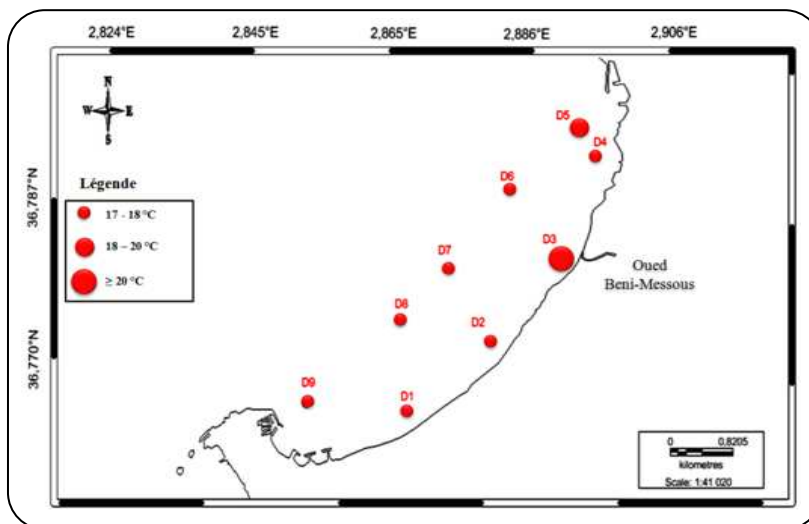 2,824°E 2,845°E 2,865°E 2,886°E 2,906°E
N
W E
S
D5
D4
36,787°N
D6
Légende
17 - 18 °C
18 – 20 °C
≥ 20 °C
D3
D7
Oued
Beni-Messous
D8
D2
36,770°N
D9
D1
0 0,8205
kilometres
Scale: 1:41 020